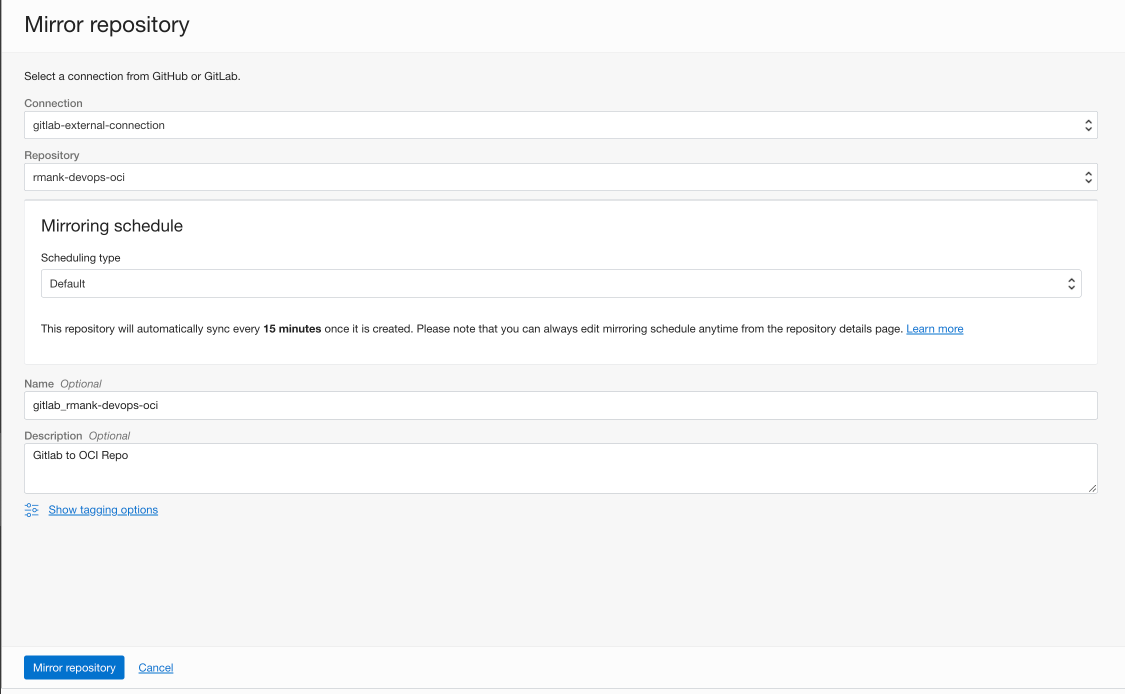 Mirror repository
Select a connection from GitHub or GitLab.
Connection
gitlab-external-connection
Repository
rmank-devops-oci
Mirroring schedule
Scheduling type
Default
This repository will automatically sync every 15 minutes once it is created. Please note that you can always edit mirroring schedule anytime from the repository details page. Learn more
Name Optional
gitlab_rmank-devops-oci
Description Optional
Gitlab to OCI Repo
Show tagging options
Mirror repository Cancel